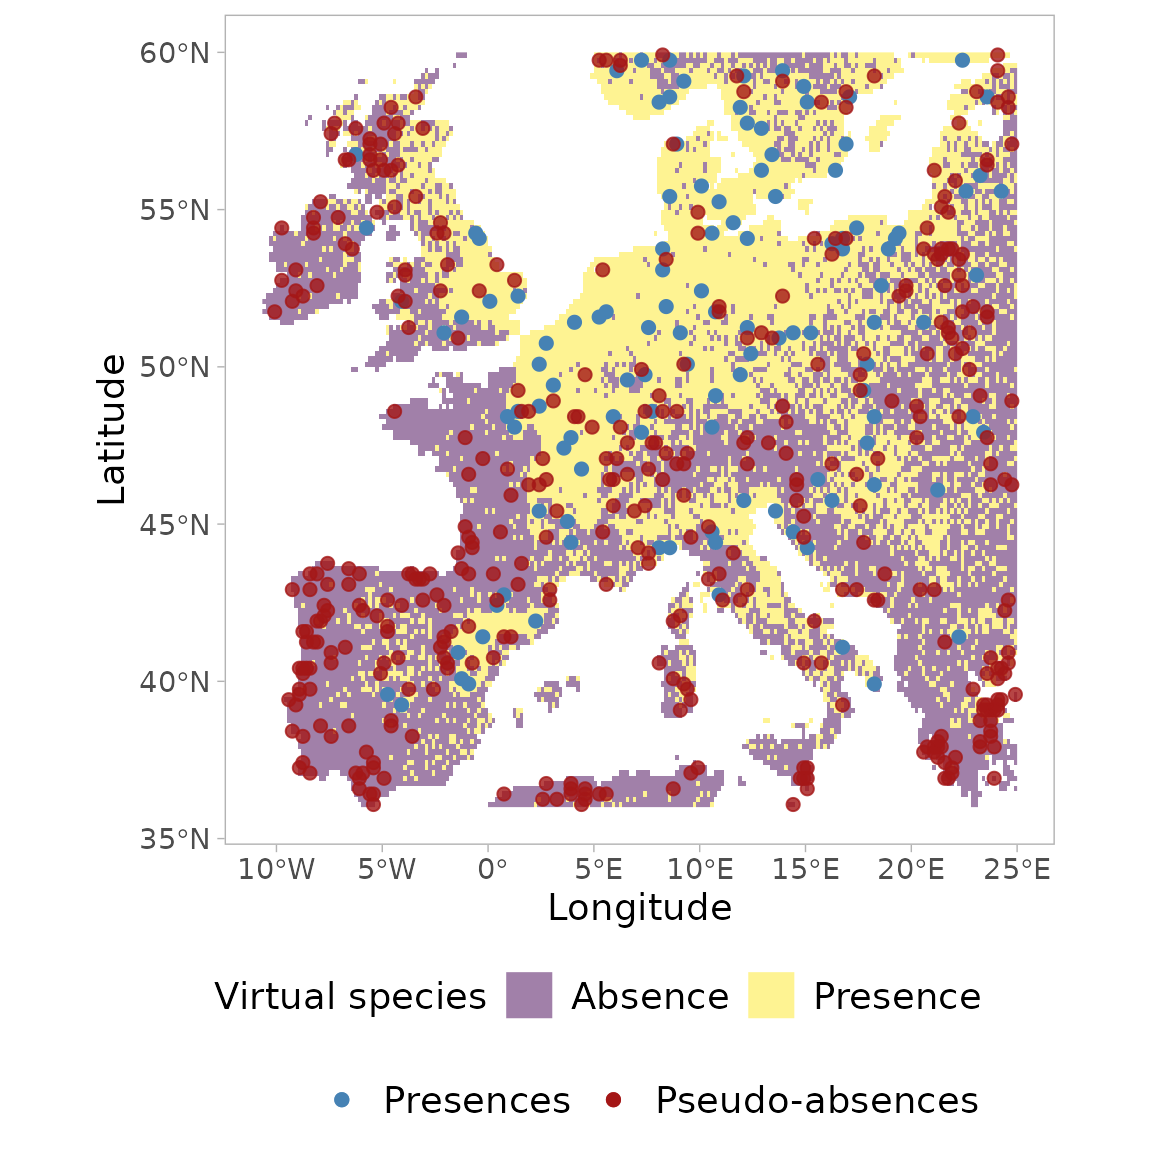 60°N
55°N
50°N
45°N
40°N
35°N
Latitude
10°W
5°W
0°
5°E
10°E
15°E
20°E
25°E
Longitude
Virtual species
Absence
Presence
Presences
Pseudo-absences